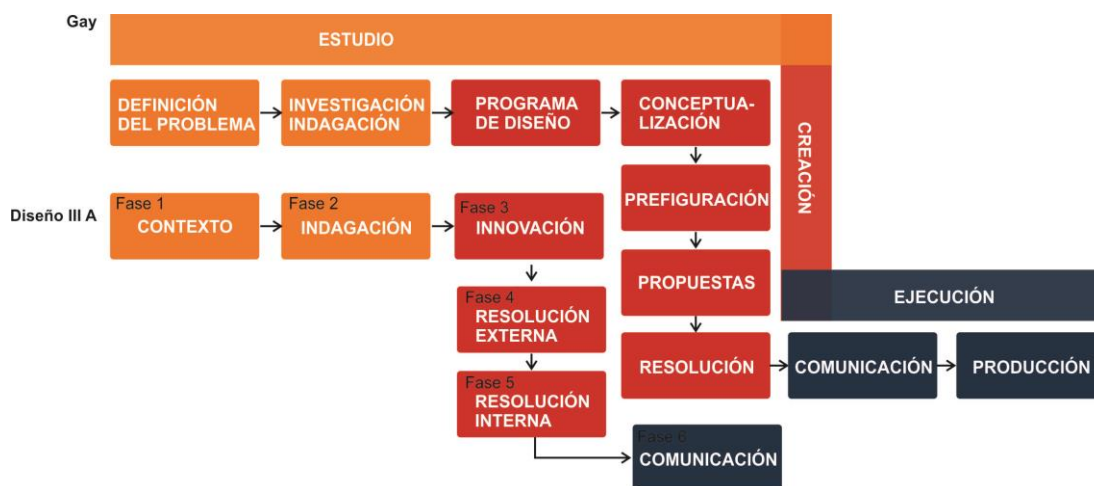 Gay
ESTUDIO
DEFINICIÓN
DEL PROBLEMA
INVESTIGACIÓN
INDAGACIÓN
PROGRAMA
DE DISEÑO
CONCEPTUA-
LIZACIÓN
CREACIÓN
PREFIGURACIÓN
Diseño III A
Fase 1
CONTEXTO
Fase 2
INDAGACIÓN
Fase 3
INNOVACIÓN
PROPUESTAS
EJECUCIÓN
Fase 4
RESOLUCIÓN
EXTERNA
RESOLUCIÓN
COMUNICACIÓN
PRODUCCIÓN
Fase 5
RESOLUCIÓN
INTERNA
Fase 6
COMUNICACIÓN